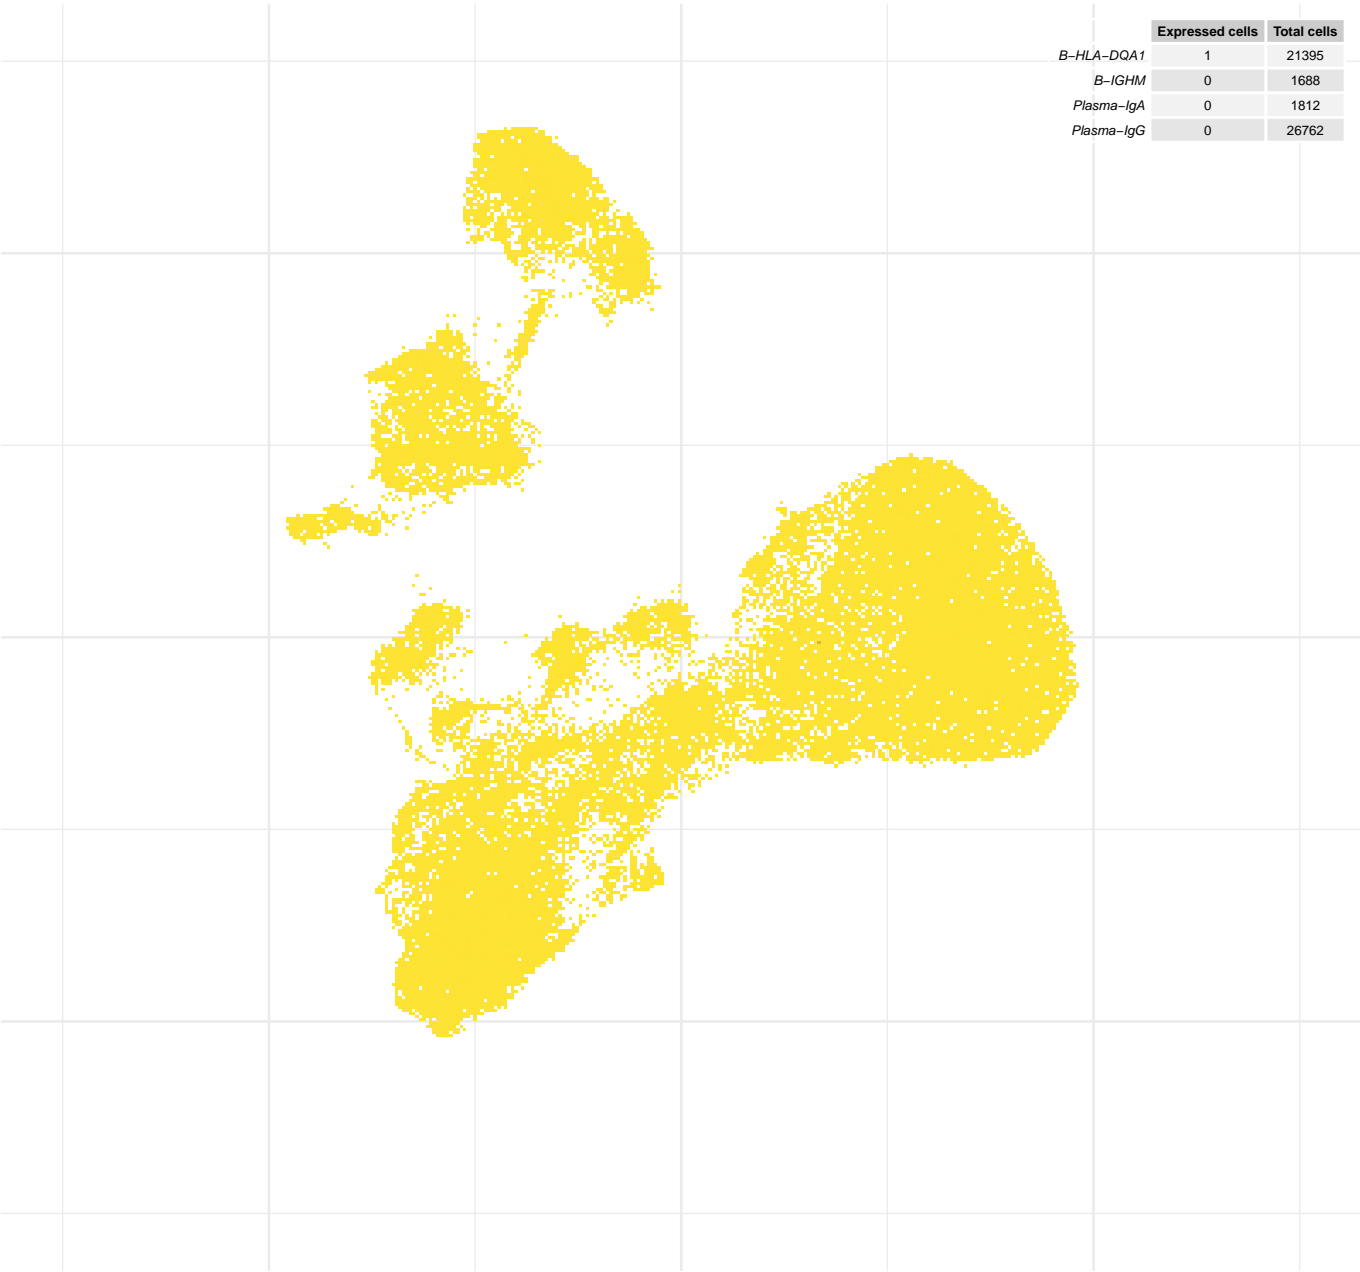 Expressed cells Total cells
B−HLA−DQA1 1 21395
B−IGHM 0 1688
Plasma−IgA 0 1812
Plasma−IgG 0 26762